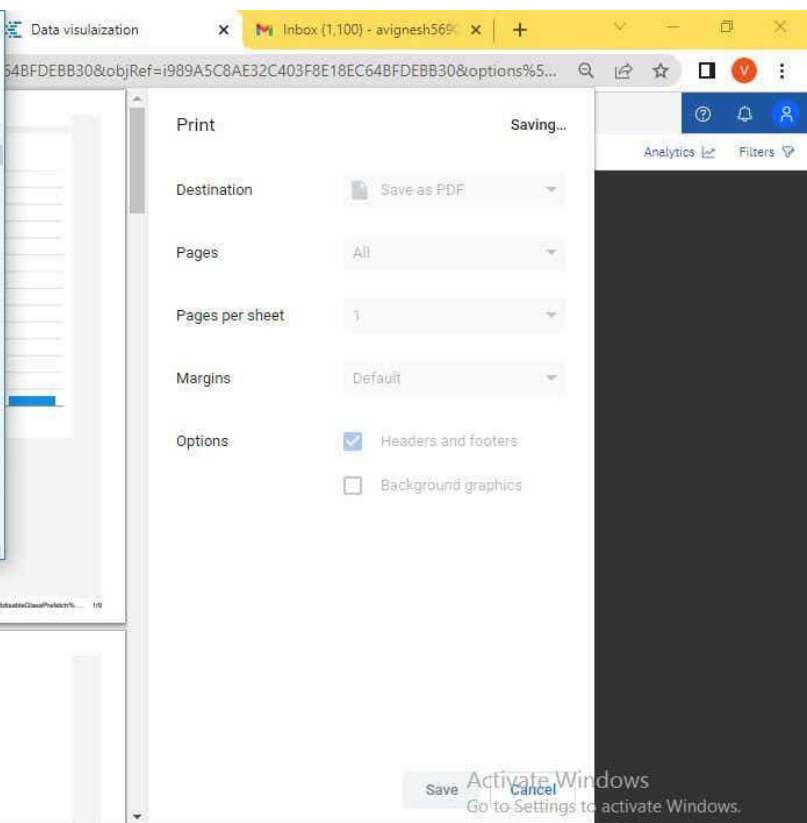 Data visulaization
Inbox (1,100) - avignesh569
64BFDEBB30&objRef=i989A5C8AE32C403F8E18EC64BFDEBB30&options%5...
V
Print
Saving...
Analytics
Filters
Destination
Save as PDF
Pages
All
Pages per sheet
1
Margins
Default
Options
Headers and footers
Background graphics
1/9
Save
Cancel
Activate Windows
Go to Settings to activate Windows.